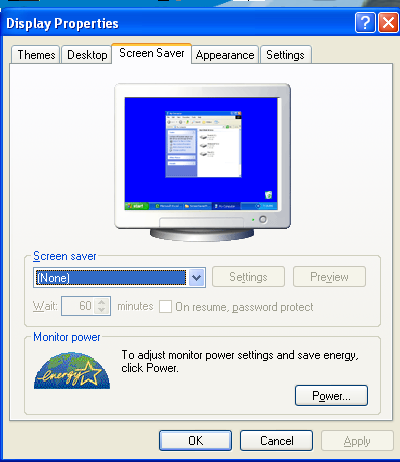 Display Properties
Themes Desktop Screen Saver Appearance Settings
start
Screen saver
(None) Settings Preview
Wait: 60 minutes On resume, password protect
Monitor power
To adjust monitor power settings and save energy,
click Power.
energy
Power...
OK Cancel Apply